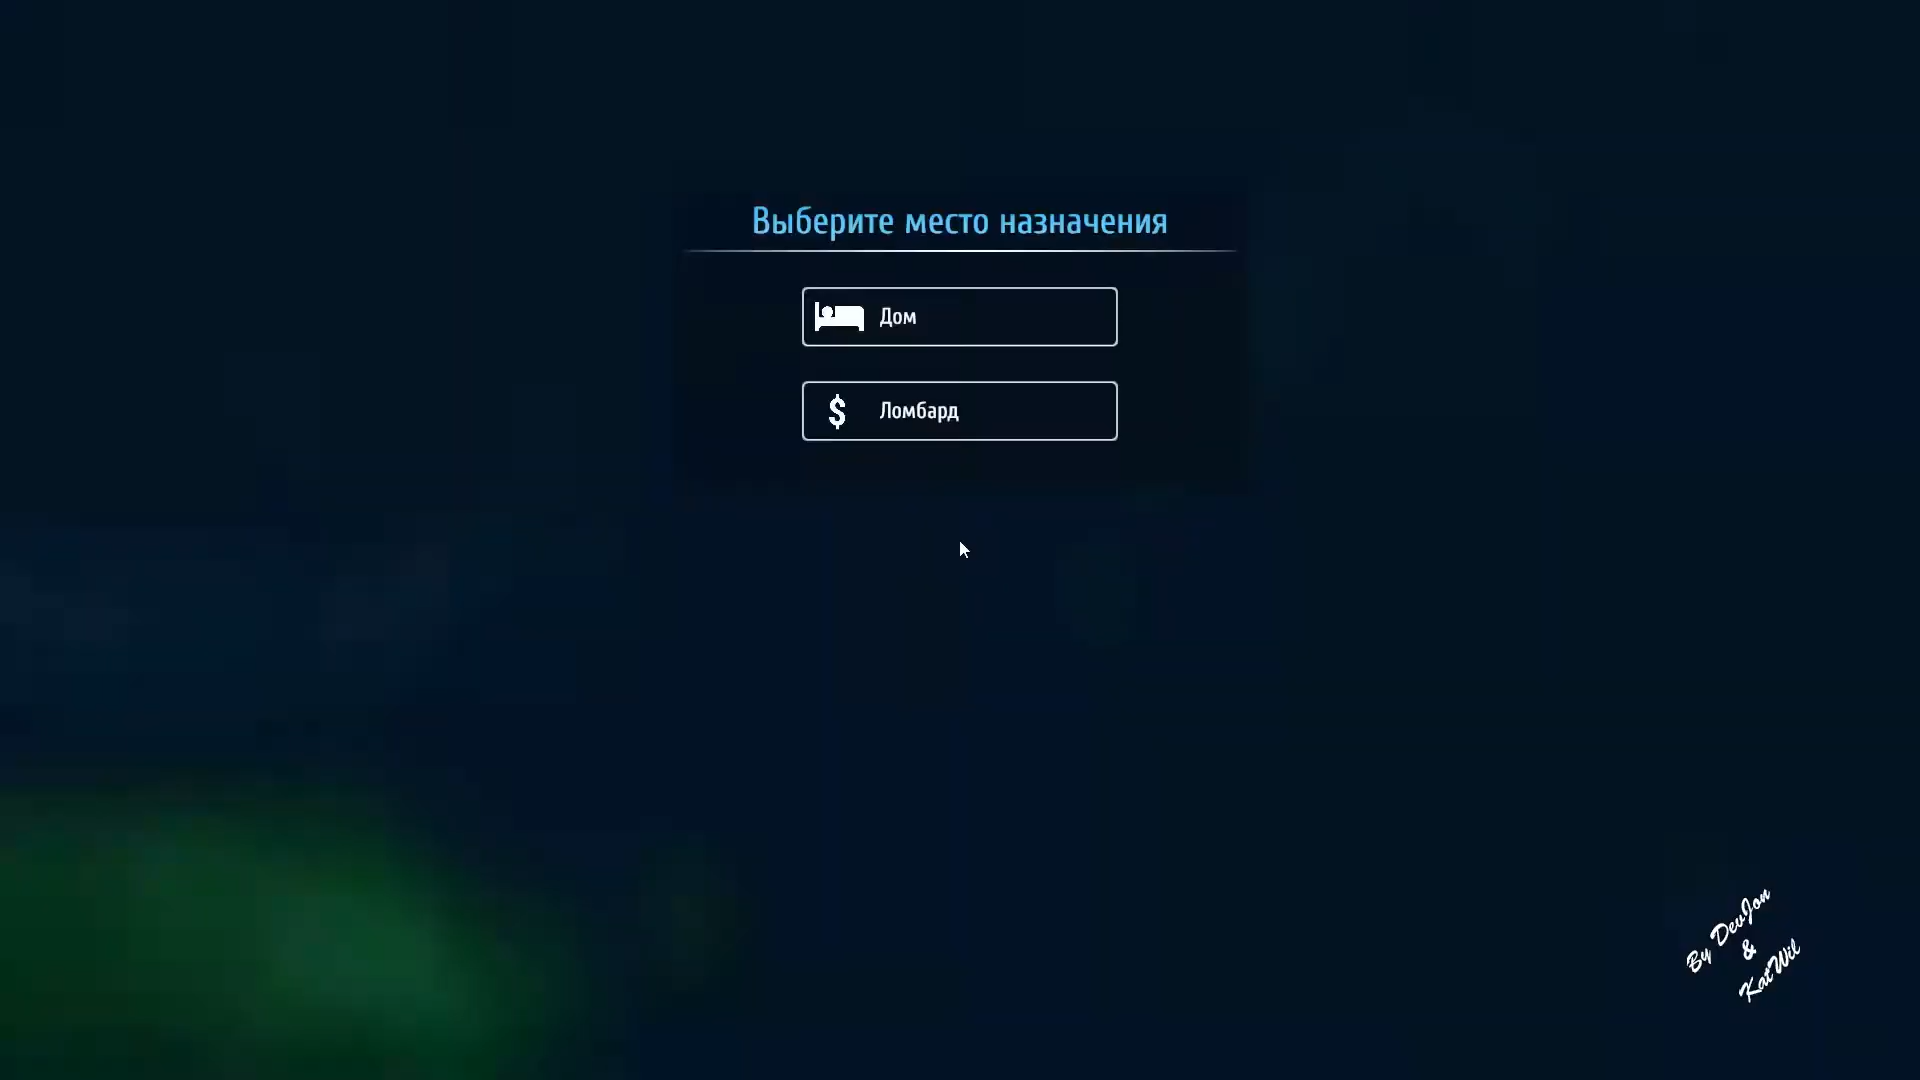 Выберите место назначения
Дом
$ Ломбард
By DevJon
&
KatWil